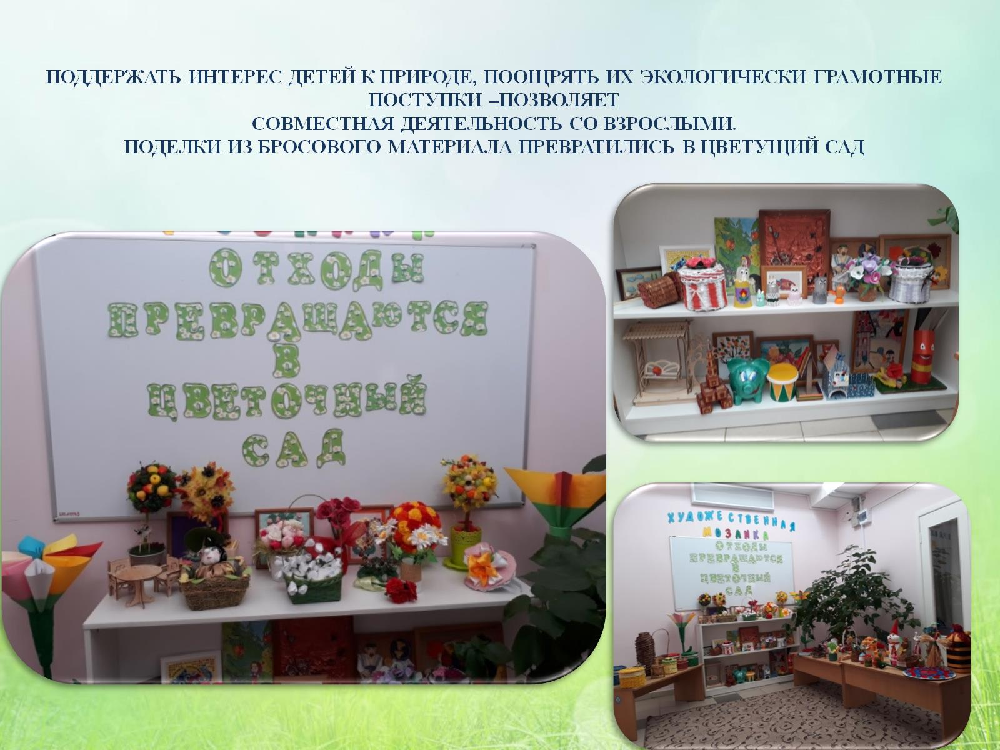 ПОДДЕРЖАТЬ ИНТЕРЕС ДЕТЕЙ К ПРИРОДЕ, ПООЩРЯТЬ ИХ ЭКОЛОГИЧЕСКИ ГРАМОТНЫЕ
ПОСТУПКИ –ПОЗВОЛЯЕТ
СОВМЕСТНАЯ ДЕЯТЕЛЬНОСТЬ СО ВЗРОСЛЫМИ.
ПОДЕЛКИ ИЗ БРОСОВОГО МАТЕРИАЛА ПРЕВРАТИЛИСЬ В ЦВЕТУЩИЙ САД
ОТХОДЫ
ПРЕВРАЩАЮТСЯ
В
ЦВЕТОЧНЫЙ
САД
ХУДОЖЕСТВЕННАЯ
МОЗАИКА
ОТХОДЫ
ПРЕВРАЩАЮТСЯ
В
ЦВЕТОЧНЫЙ
САД